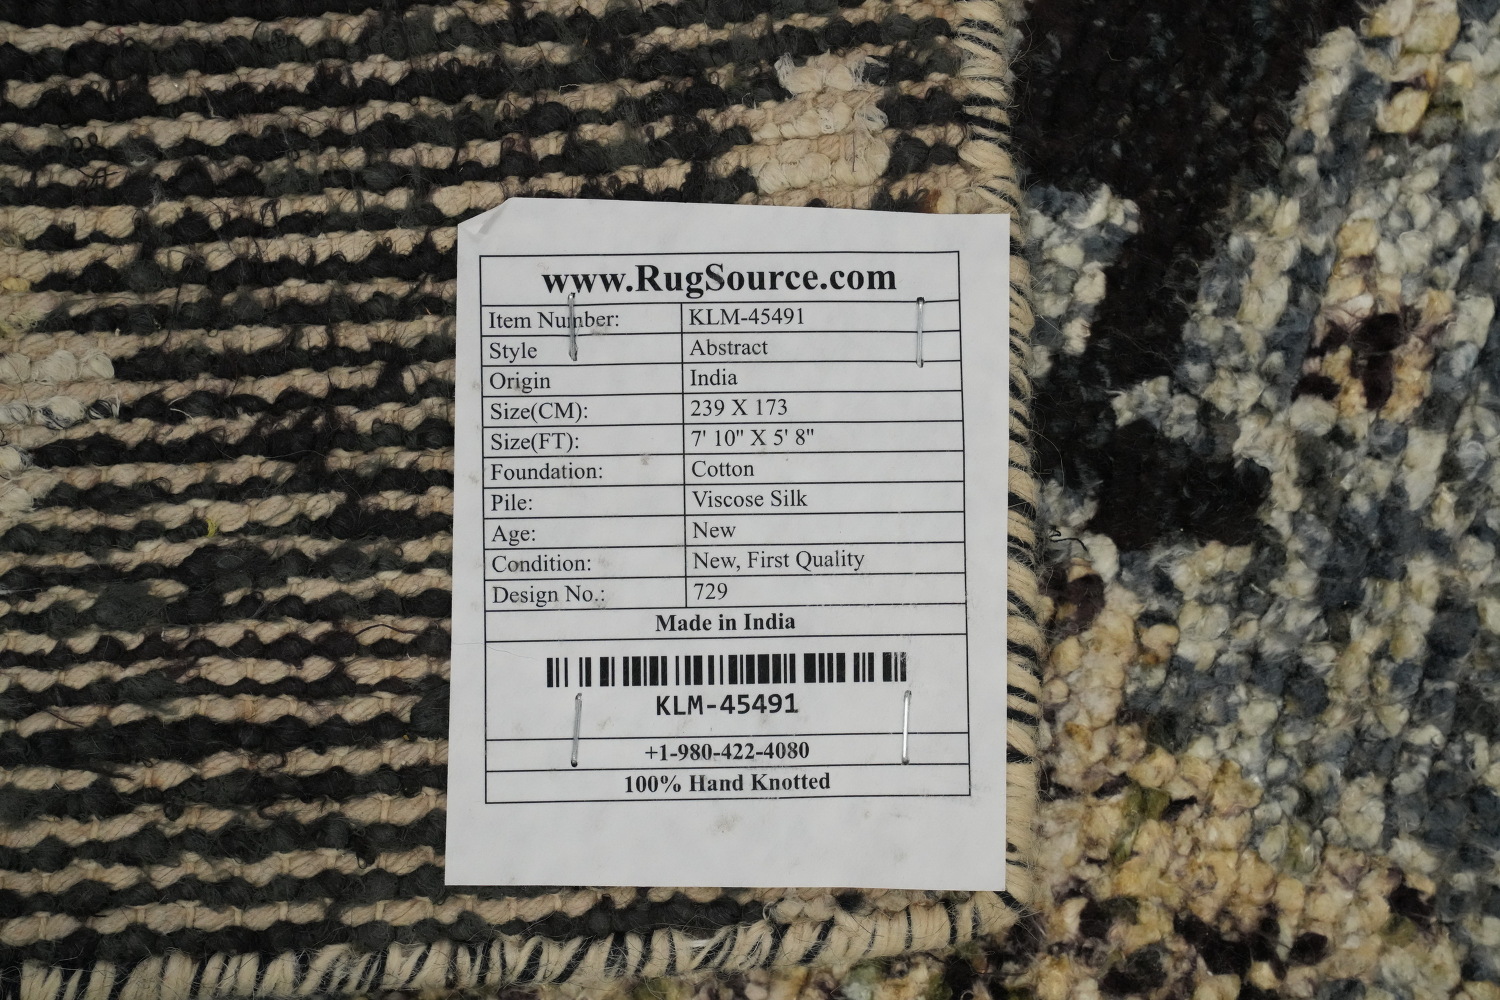 www.RugSource.com
Item Number: KLM-45491
Style Abstract
Origin India
Size(CM): 239 X 173
Size(FT): 7' 10" X 5' 8"
Foundation: Cotton
Pile: Viscose Silk
Age: New
Condition: New, First Quality
Design No.: 729
Made in India
KLM-45491
+1-980-422-4080
100% Hand Knotted